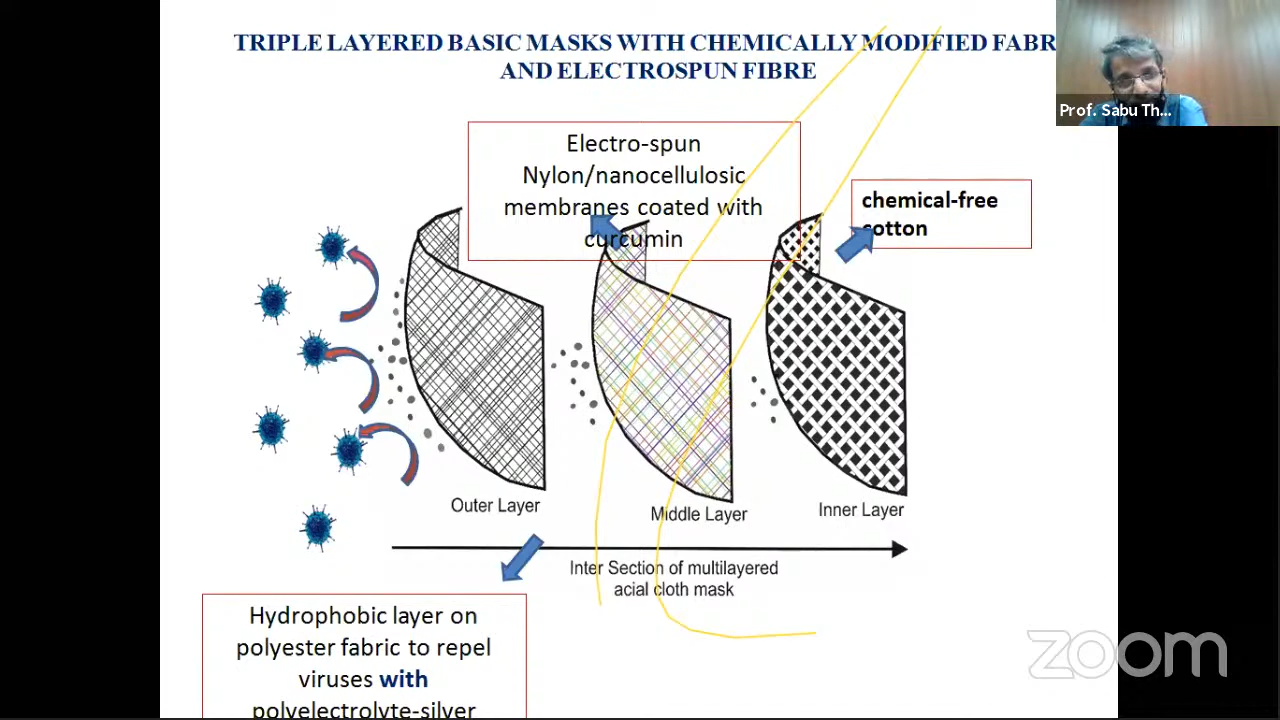 TRIPLE LAYERED BASIC MASKS WITH CHEMICALLY MODIFIED FABR
AND ELECTROSPUN FIBRE
Prof. Sabu Th...
Electro-spun
Nylon/nanocellulosic
membranes coated with
curcumin
chemical-free
cotton
Outer Layer
Middle Layer
Inner Layer
Inter Section of multilayered
acial cloth mask
Hydrophobic layer on
polyester fabric to repel
viruses with
polyelectrolyte-silver
zoom